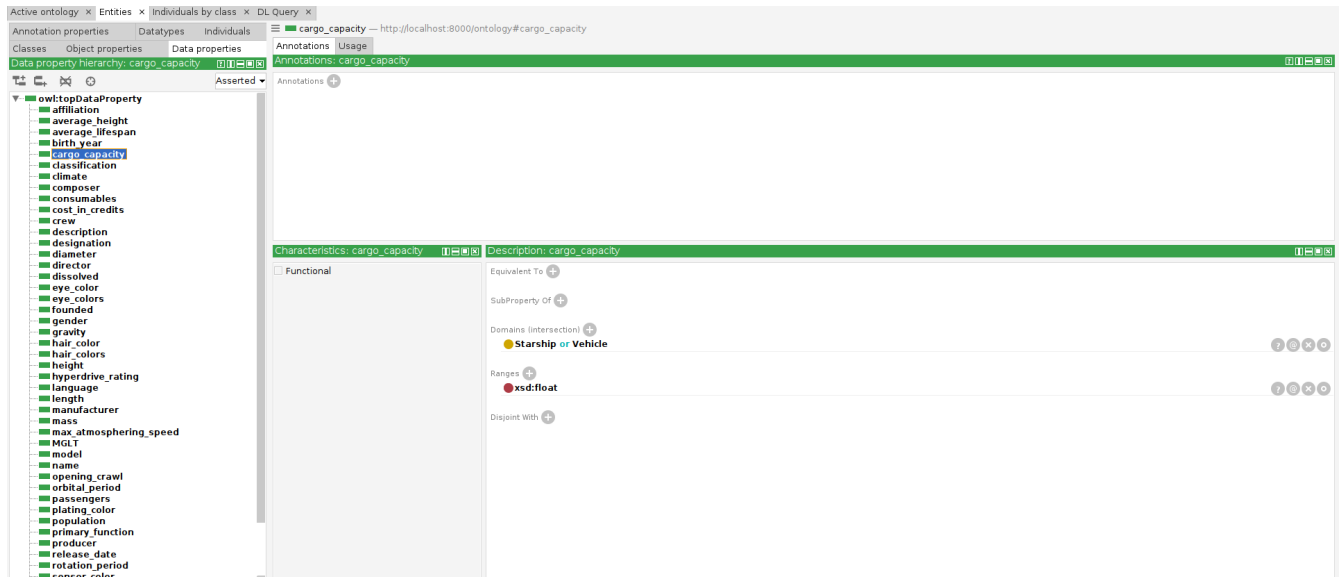 Active ontology × Entities × Individuals by class × DL Query ×
Annotation properties Datatypes Individuals
Classes Object properties Data properties
Data property hierarchy: cargo_capacity
Asserted
owl:topDataProperty
affiliation
average_height
average_lifespan
birth_year
cargo_capacity
classification
climate
composer
consumables
cost_in_credits
crew
description
designation
diameter
director
dissolved
eye_color
eye_colors
founded
gender
gravity
hair_color
hair_colors
height
hyperdrive_rating
language
length
manufacturer
mass
max_atmosphering_speed
MGLT
model
name
opening_crawl
orbital_period
passengers
plating_color
population
primary_function
producer
release_date
rotation_period
sensor_color
cargo_capacity — http://localhost:8000/ontology#cargo_capacity
Annotations Usage
Annotations: cargo_capacity
Annotations
Characteristics: cargo_capacity
Functional
Description: cargo_capacity
Equivalent To
SubProperty Of
Domains (intersection)
Starship or Vehicle
Ranges
xsd:float
Disjoint With